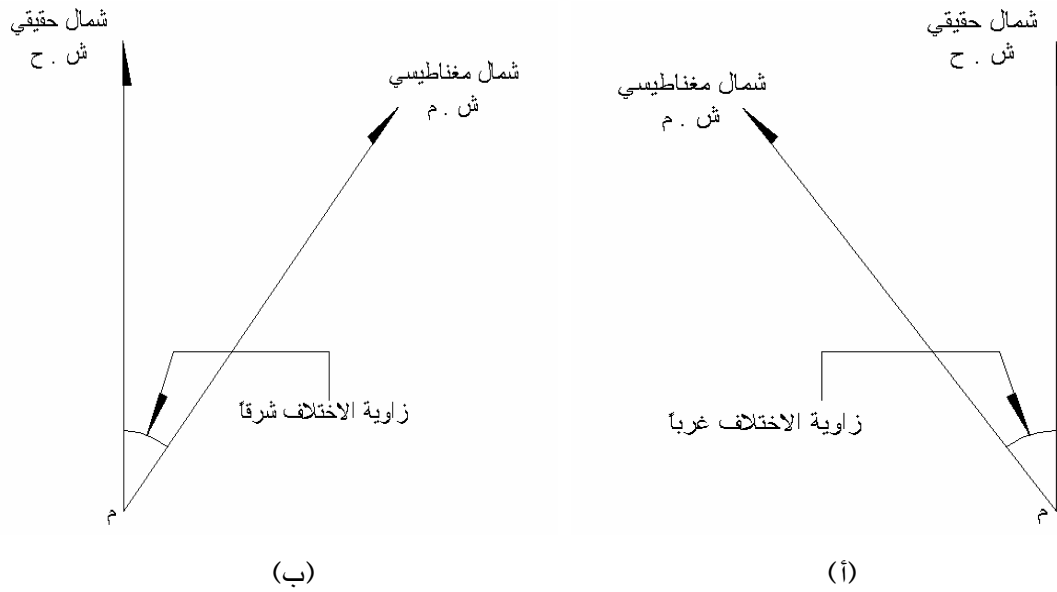 شمال حقيقي
ش . ح
شمال مغناطيسي
ش . م
زاوية الاختلاف غرباً
م
(أ)
شمال حقيقي
ش . ح
شمال مغناطيسي
ش . م
زاوية الاختلاف شرقاً
م
(ب)